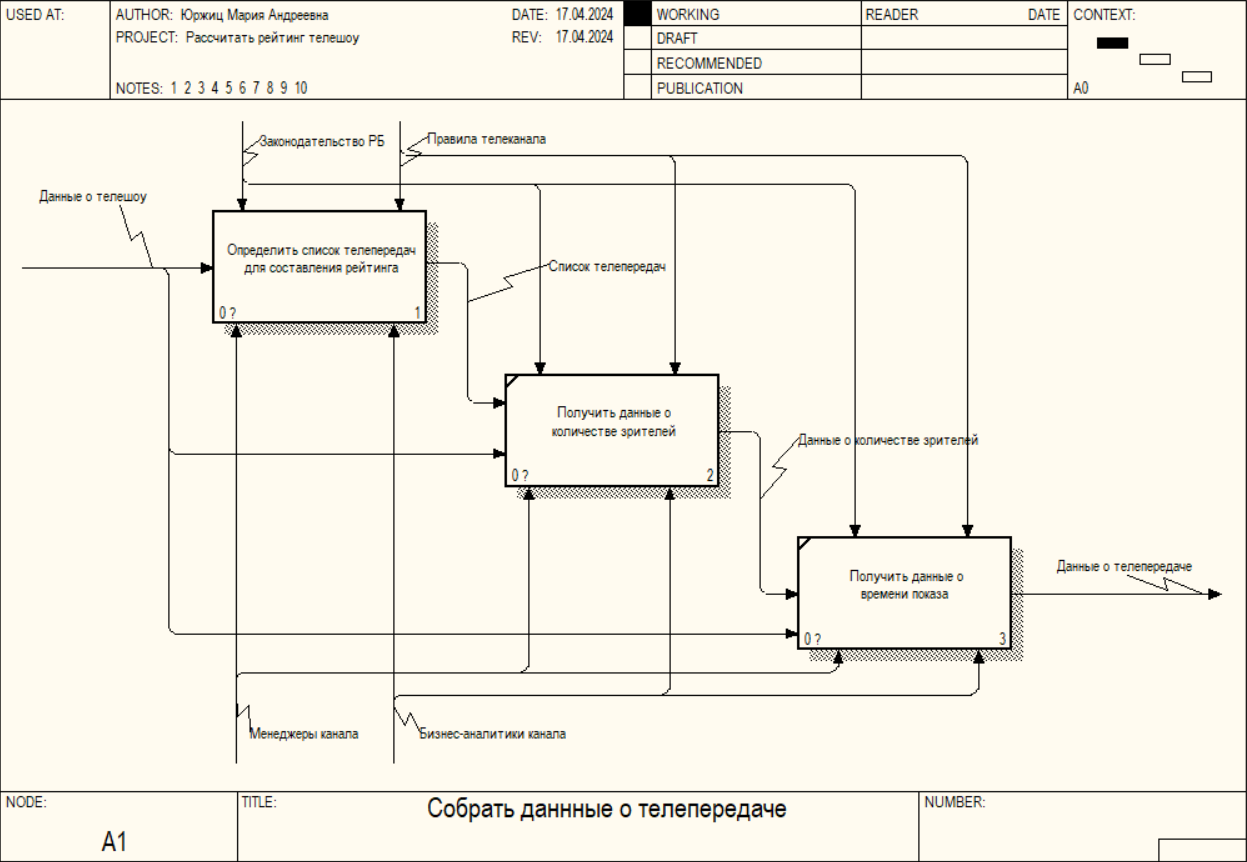 USED AT:
AUTHOR: Юржиц Мария Андреевна
DATE: 17.04.2024
PROJECT: Рассчитать рейтинг телешоу
REV: 17.04.2024
NOTES: 1 2 3 4 5 6 7 8 9 10
WORKING
DRAFT
RECOMMENDED
PUBLICATION
READER
DATE
CONTEXT:
A0
Законодательство РБ
Правила телеканала
Данные о телешоу
Определить список телепередач
для составления рейтинга
0 ?
1
Список телепередач
Получить данные о
количестве зрителей
0 ?
2
Данные о количестве зрителей
Получить данные о
времени показа
0 ?
3
Данные о телепередаче
Менеджеры канала
Бизнес-аналитики канала
NODE:
A1
TITLE:
Собрать даннные о телепередаче
NUMBER: